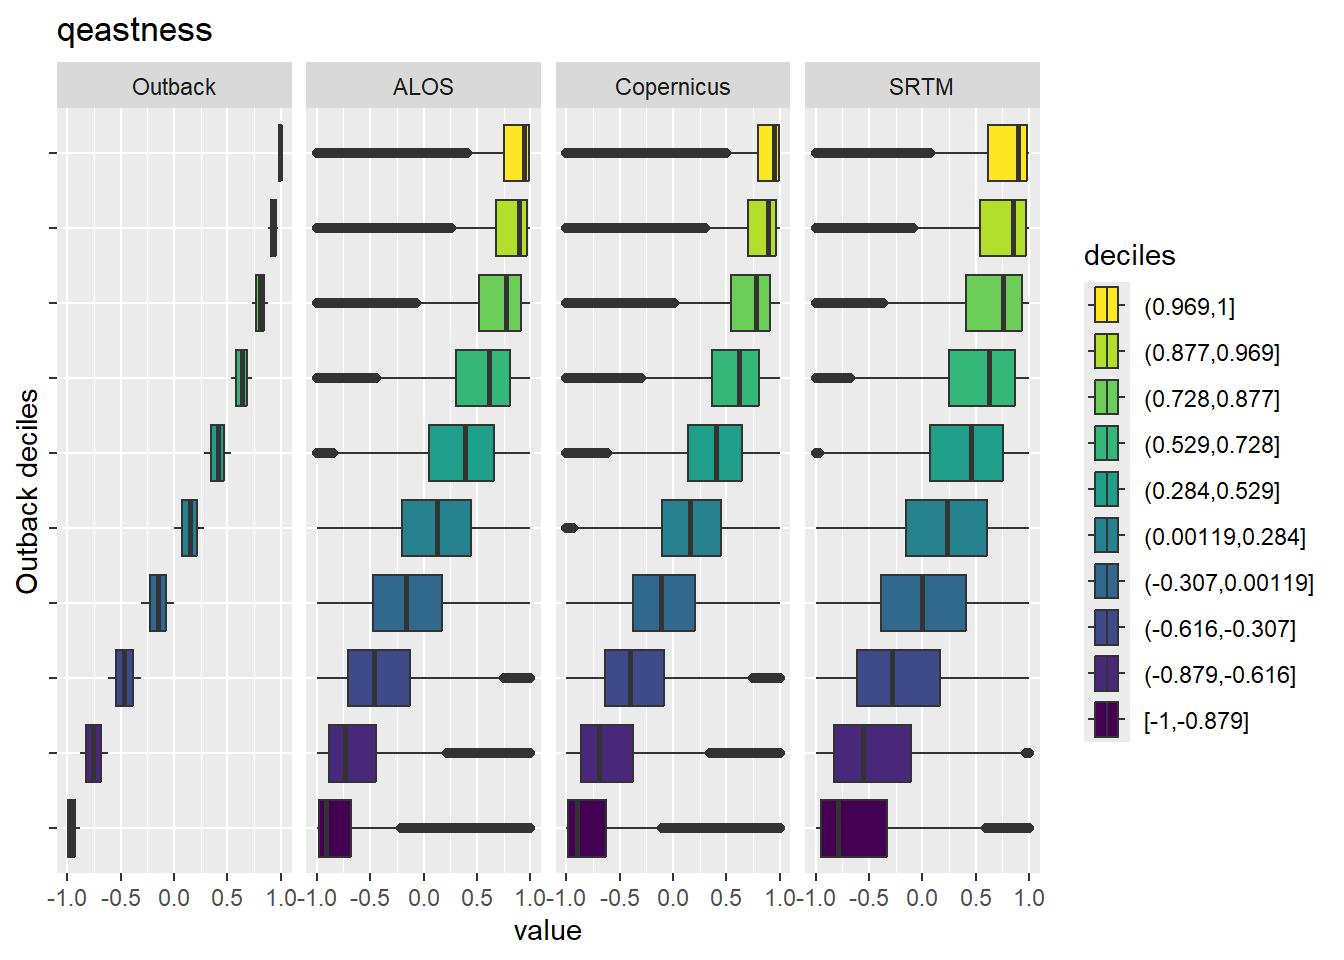 qeastness
Outback ALOS Copernicus SRTM
Outback deciles
-1.0 -0.5 0.0 0.5 1.0 -1.0 -0.5 0.0 0.5 1.0 -1.0 -0.5 0.0 0.5 1.0 -1.0 -0.5 0.0 0.5 1.0
value
deciles
(0.969,1]
(0.877,0.969]
(0.728,0.877]
(0.529,0.728]
(0.284,0.529]
(0.00119,0.284]
(-0.307,0.00119]
(-0.616,-0.307]
(-0.879,-0.616]
[-1,-0.879]